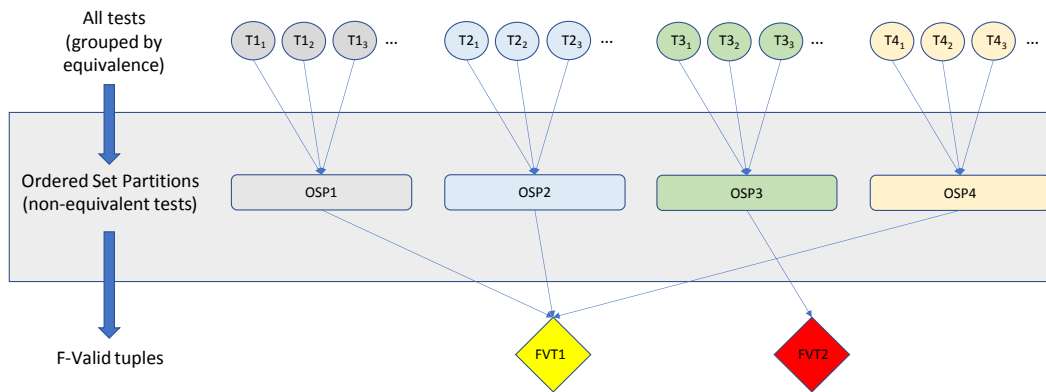 All tests
(grouped by
equivalence)
T1₁ T1₂ T1₃ ... T2₁ T2₂ T2₃ ... T3₁ T3₂ T3₃ ... T4₁ T4₂ T4₃ ...
Ordered Set Partitions
(non-equivalent tests)
OSP1 OSP2 OSP3 OSP4
F-Valid tuples
FVT1 FVT2